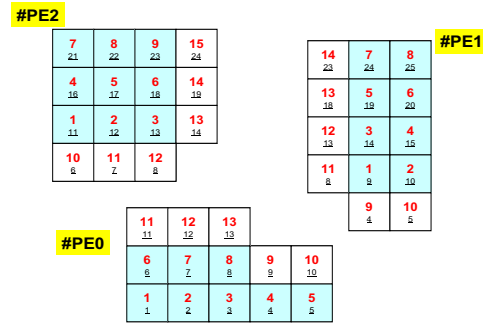 #PE2
7 8 9 15
21 22 23 24
4 5 6 14
16 17 18 19
1 2 3 13
11 12 13 14
10 11 12
6 7 8
#PE1
14 7 8
23 24 25
13 5 6
18 19 20
12 3 4
13 14 15
11 1 2
8 9 10
9 10
4 5
#PE0
11 12 13
11 12 13
6 7 8 9 10
6 7 8 9 10
1 2 3 4 5
1 2 3 4 5